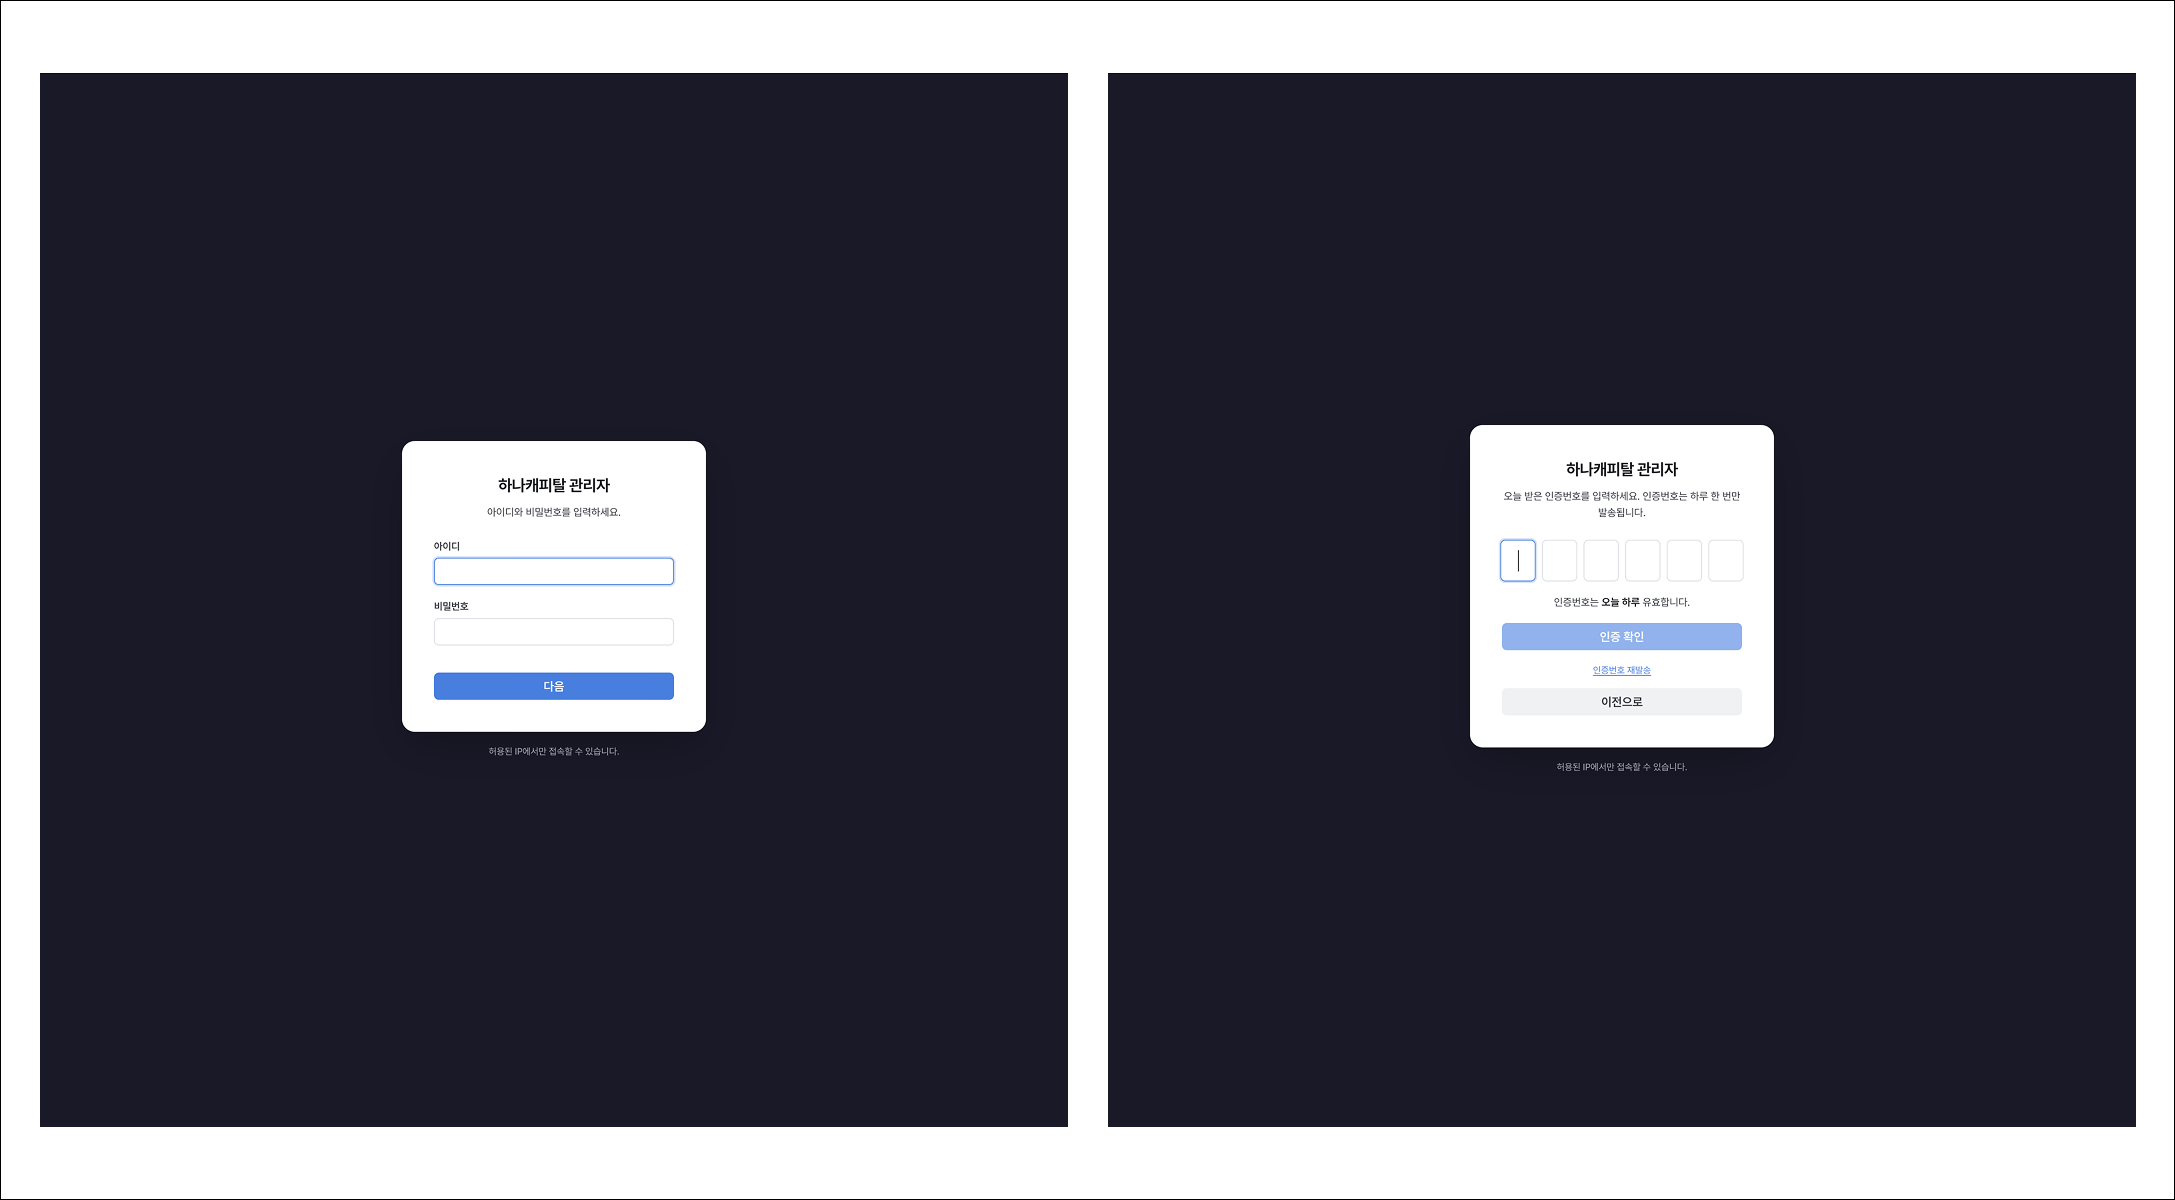 하나캐피탈 관리자
아이디와 비밀번호를 입력하세요.
아이디
비밀번호
다음
허용된 IP에서만 접속할 수 있습니다.
하나캐피탈 관리자
오늘 받은 인증번호를 입력하세요. 인증번호는 하루 한 번만
발송됩니다.
인증번호는 오늘 하루 유효합니다.
인증 확인
인증번호 재발송
이전으로
허용된 IP에서만 접속할 수 있습니다.